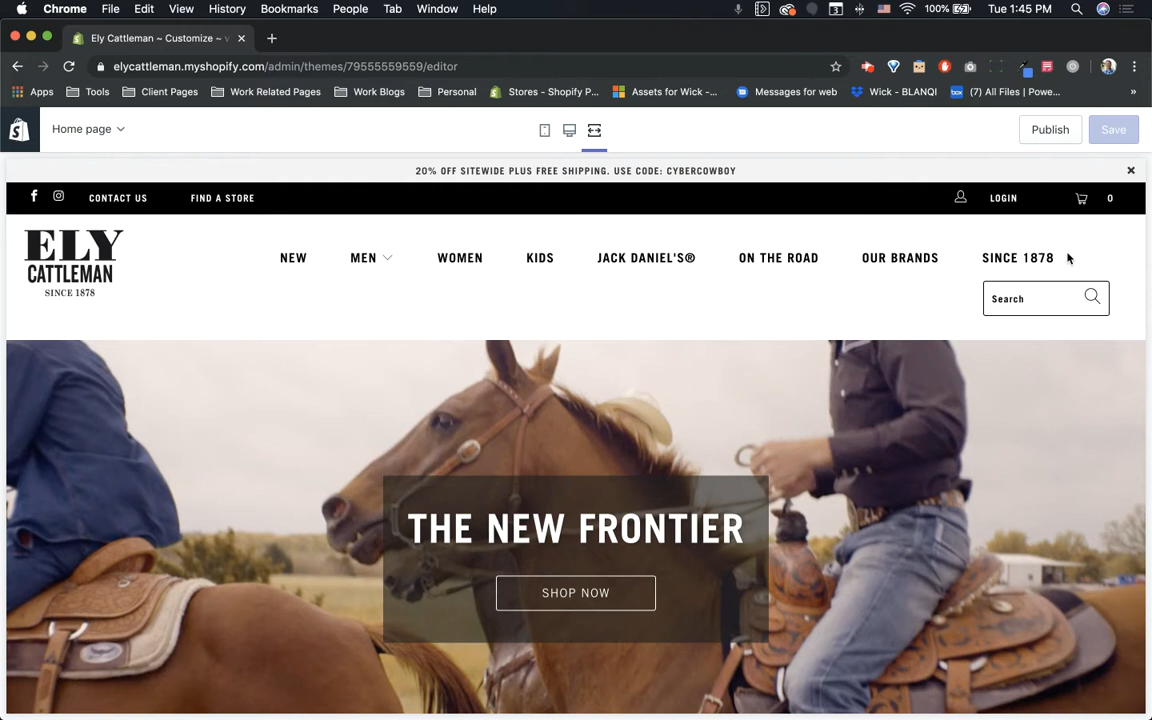 Chrome File Edit View History Bookmarks People Tab Window Help 3 100% Tue 1:45 PM
Ely Cattleman ~ Customize ~
elycattleman.myshopify.com/admin/themes/79555559559/editor
Apps Tools Client Pages Work Related Pages Work Blogs Personal Stores - Shopify P... Assets for Wick -... Messages for web Wick - BLANQI box (7) All Files | Powe... »
Home page Publish Save
20% OFF SITEWIDE PLUS FREE SHIPPING. USE CODE: CYBERCOWBOY
CONTACT US FIND A STORE LOGIN 0
ELY
CATTLEMAN
SINCE 1878
NEW MEN WOMEN KIDS JACK DANIEL'S® ON THE ROAD OUR BRANDS SINCE 1878
Search
THE NEW FRONTIER
SHOP NOW